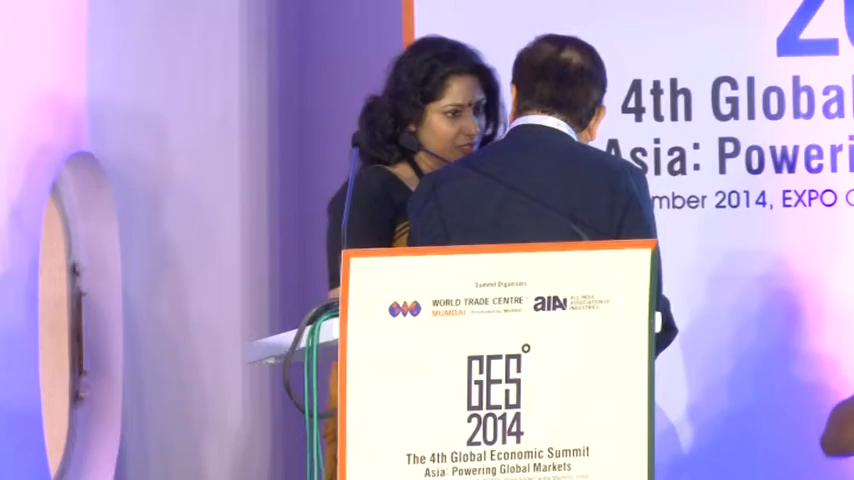 20
4th Global
Asia: Poweri
mber 2014, EXPO C
Summit Organisers
WORLD TRADE CENTRE
MUMBAI
AIAI
ALL INDIA
ASSOCIATION OF
INDUSTRIES
GES
2014
The 4th Global Economic Summit
Asia: Powering Global Markets